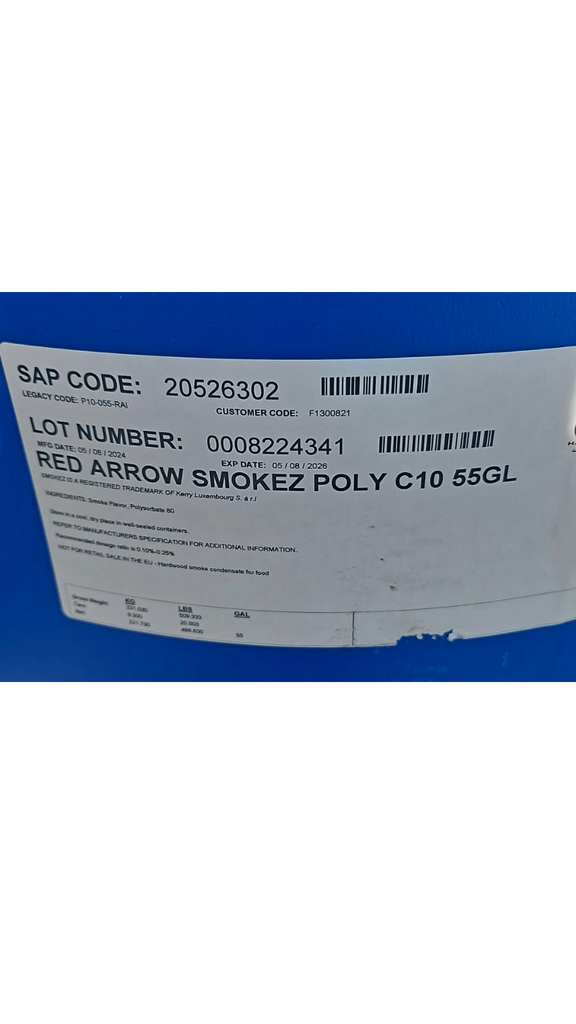 SAP CODE: 20526302
LEGACY CODE: P10-055-RAI
CUSTOMER CODE: F1300821
LOT NUMBER: 0008224341
MFG DATE: 05 / 08 / 2024
EXP DATE: 05 / 08 / 2026
RED ARROW SMOKEZ POLY C10 55GL
SMOKEZ IS A REGISTERED TRADEMARK OF Kerry Luxembourg S. à r.l
INGREDIENTS: Smoke Flavor, Polysorbate 80
Store in a cool, dry place in well-sealed containers.
REFER TO MANUFACTURERS SPECIFICATION FOR ADDITIONAL INFORMATION.
Recommended dosage ratio is 0.10%-0.25%
NOT FOR RETAIL SALE IN THE EU - Hardwood smoke condensate for food
KG LBS GAL
Gross Weight: 231.030 509.333
Tare: 9.300 20.503
Net: 221.730 488.830 55